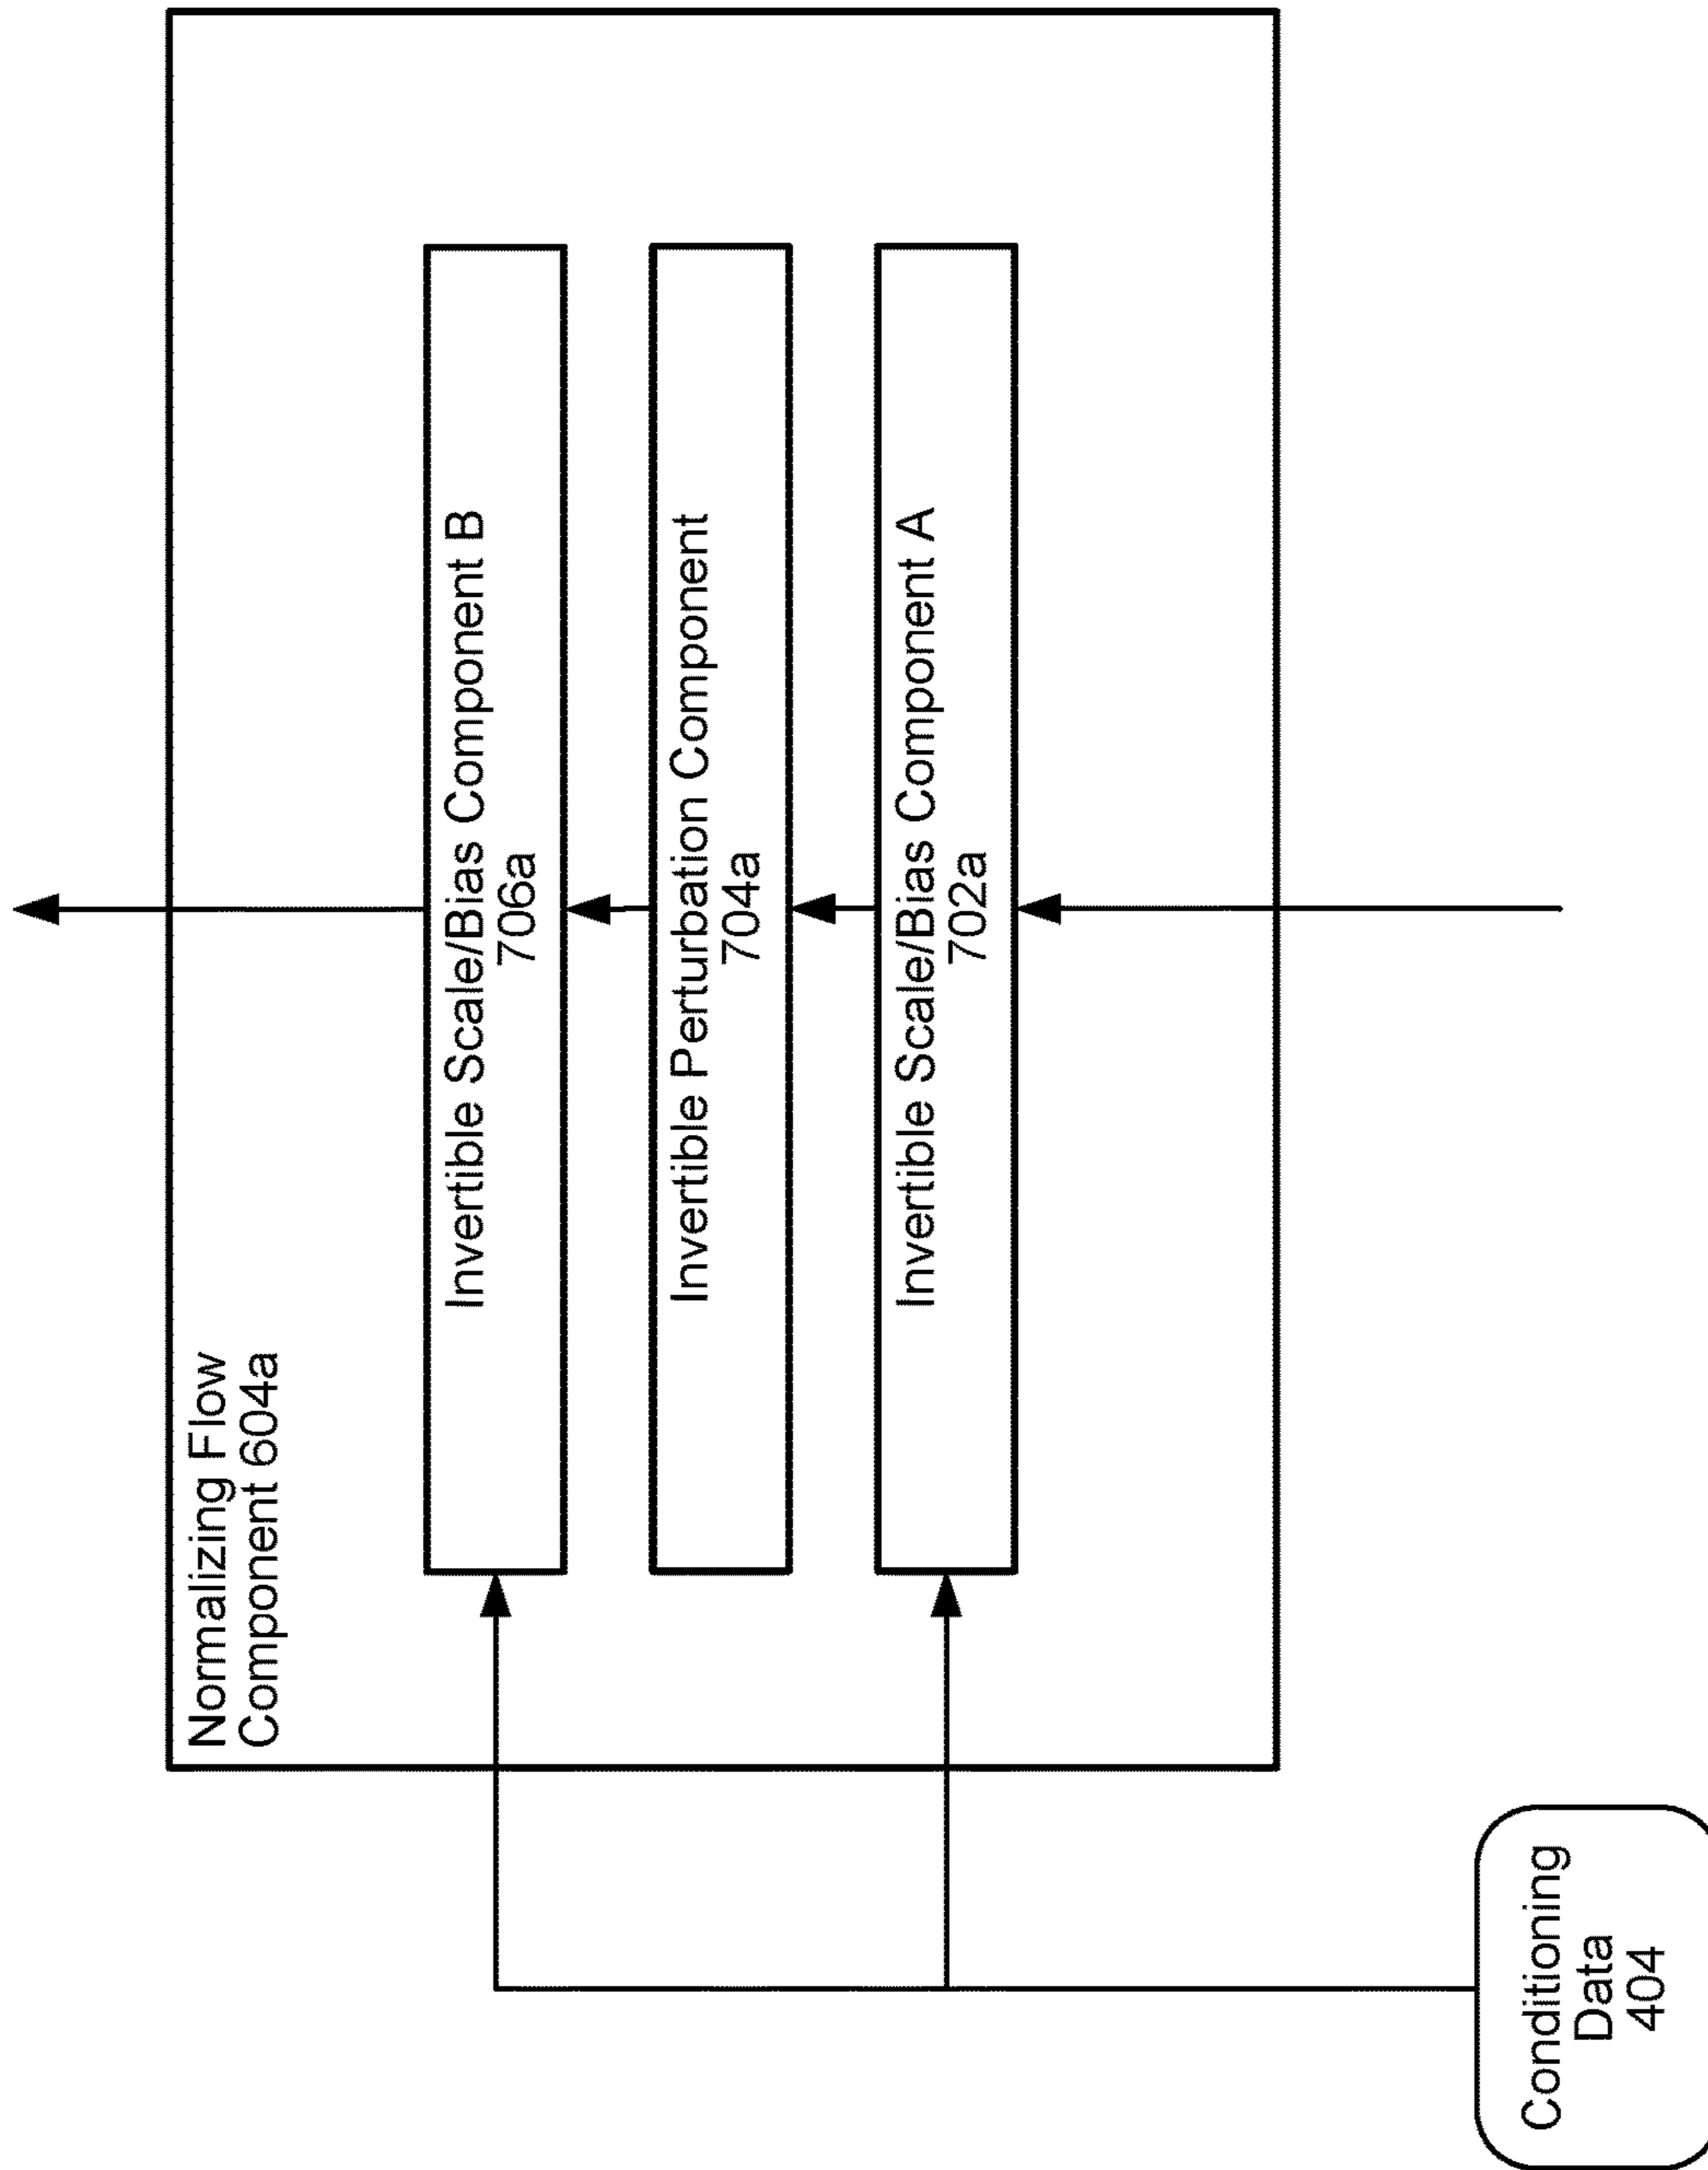 Normalizing Flow
Component 604a
Invertible Scale/Bias Component B
706a
Invertible Perturbation Component
704a
Invertible Scale/Bias Component A
702a
Conditioning
Data
404